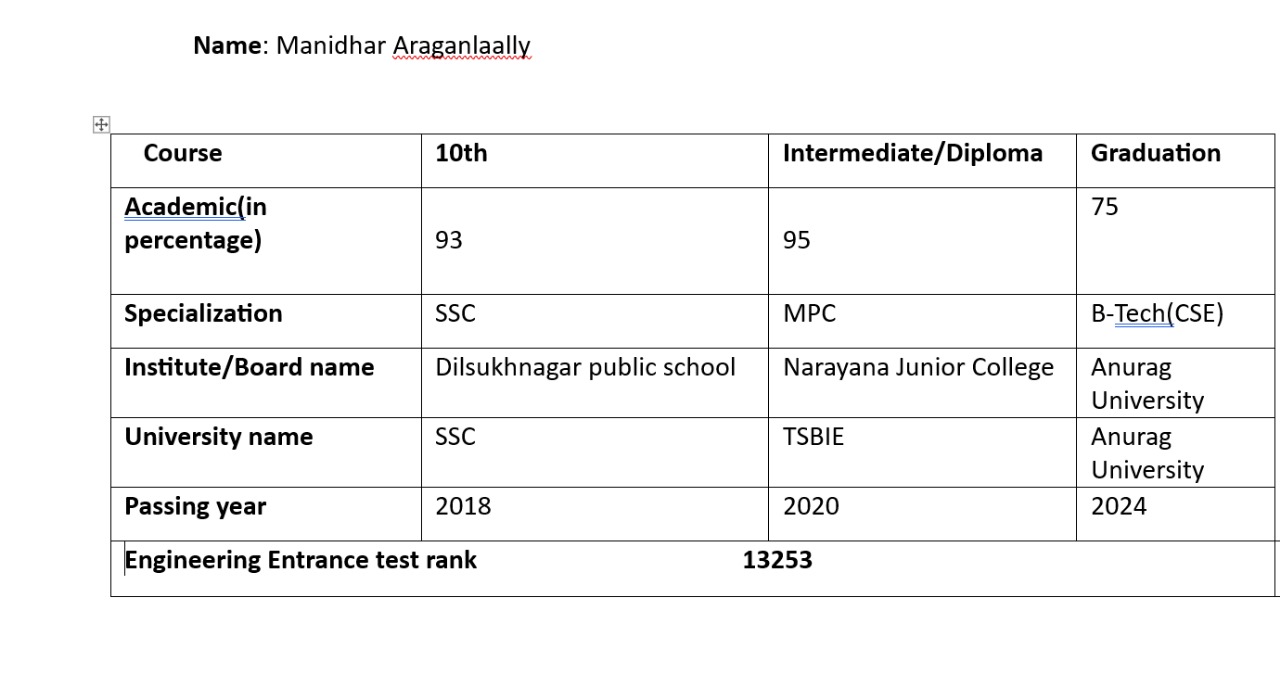 Name: Manidhar Araganlaally
Course 10th Intermediate/Diploma Graduation
Academic(in percentage) 93 95 75
Specialization SSC MPC B-Tech(CSE)
Institute/Board name Dilsukhnagar public school Narayana Junior College Anurag University
University name SSC TSBIE Anurag University
Passing year 2018 2020 2024
Engineering Entrance test rank 13253